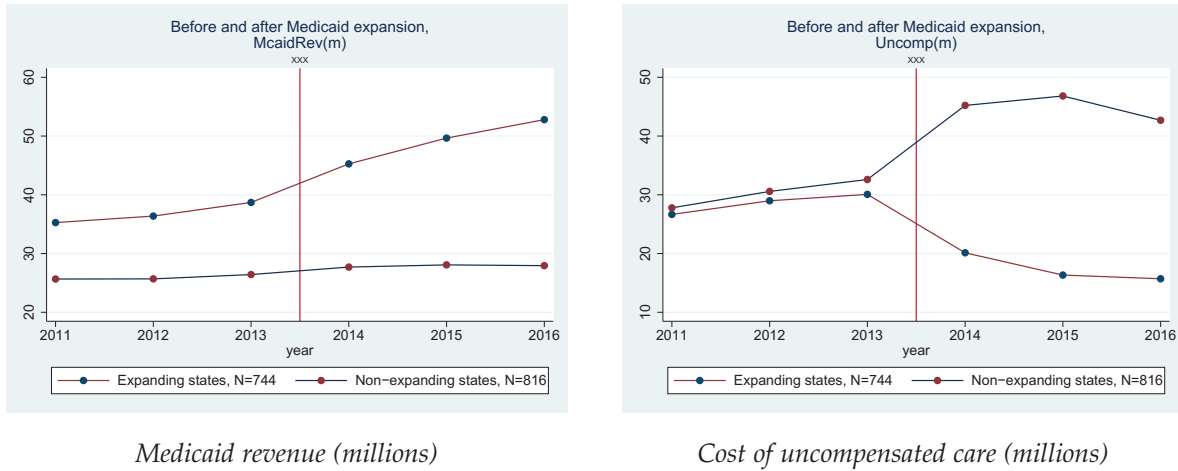 Before and after Medicaid expansion,
McaidRev(m)
xxx
60
50
40
30
20
2011 2012 2013 2014 2015 2016
year
Expanding states, N=744 Non−expanding states, N=816
Medicaid revenue (millions)
Before and after Medicaid expansion,
Uncomp(m)
xxx
50
40
30
20
10
2011 2012 2013 2014 2015 2016
year
Expanding states, N=744 Non−expanding states, N=816
Cost of uncompensated care (millions)